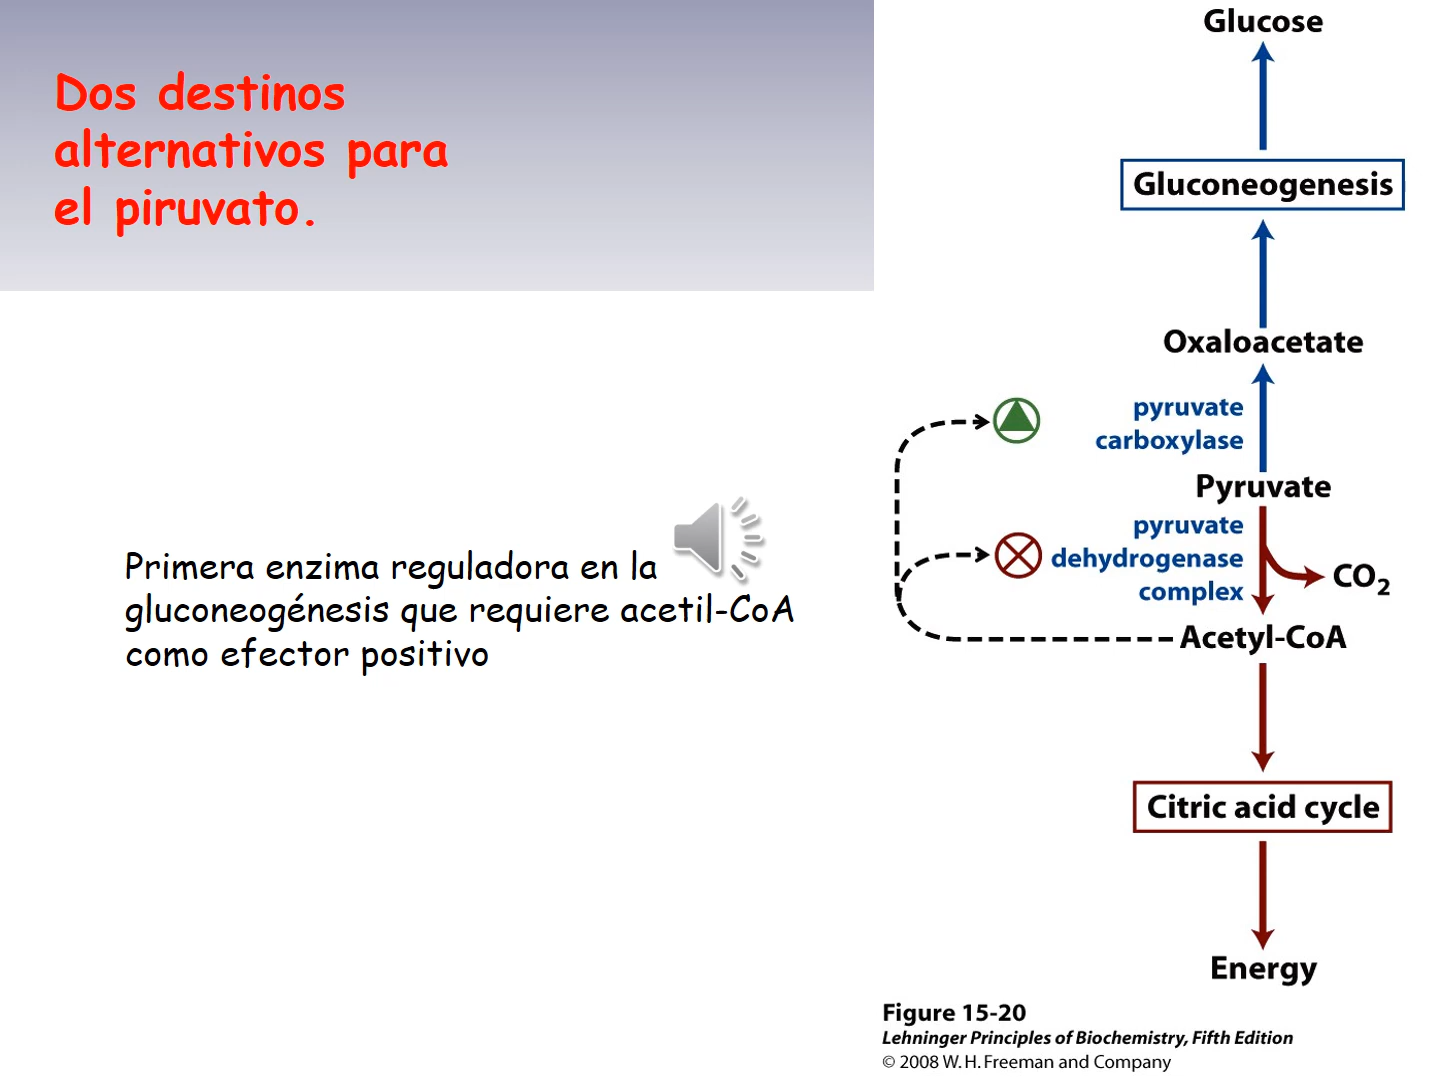 Dos destinos
alternativos para
el piruvato.
Primera enzima reguladora en la
gluconeogénesis que requiere acetil-CoA
como efector positivo
Glucose
Gluconeogenesis
Oxaloacetate
pyruvate
carboxylase
Pyruvate
pyruvate
dehydrogenase
complex
CO₂
Acetyl-CoA
Citric acid cycle
Energy
Figure 15-20
Lehninger Principles of Biochemistry, Fifth Edition
© 2008 W. H. Freeman and Company